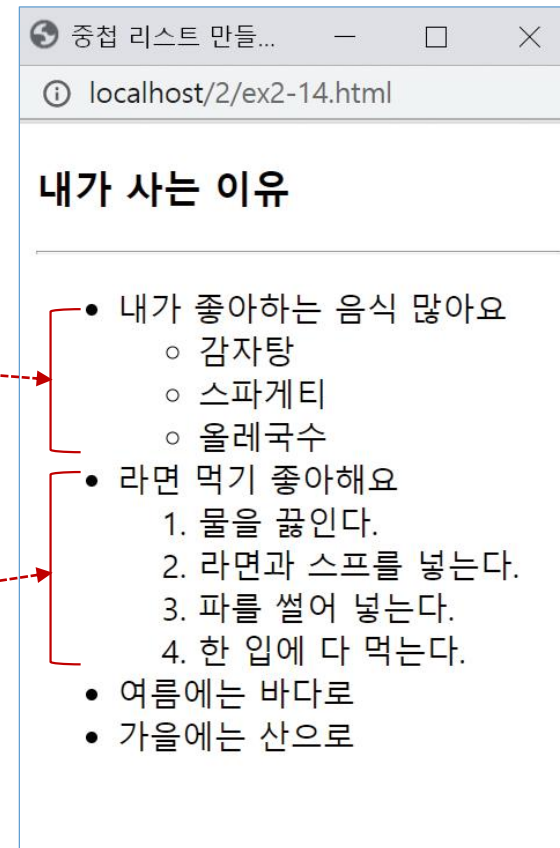 중첩 리스트 만들...
localhost/2/ex2-14.html
내가 사는 이유
• 내가 좋아하는 음식 많아요
◦ 감자탕
◦ 스파게티
◦ 올레국수
• 라면 먹기 좋아해요
1. 물을 끓인다.
2. 라면과 스프를 넣는다.
3. 파를 썰어 넣는다.
4. 한 입에 다 먹는다.
• 여름에는 바다로
• 가을에는 산으로